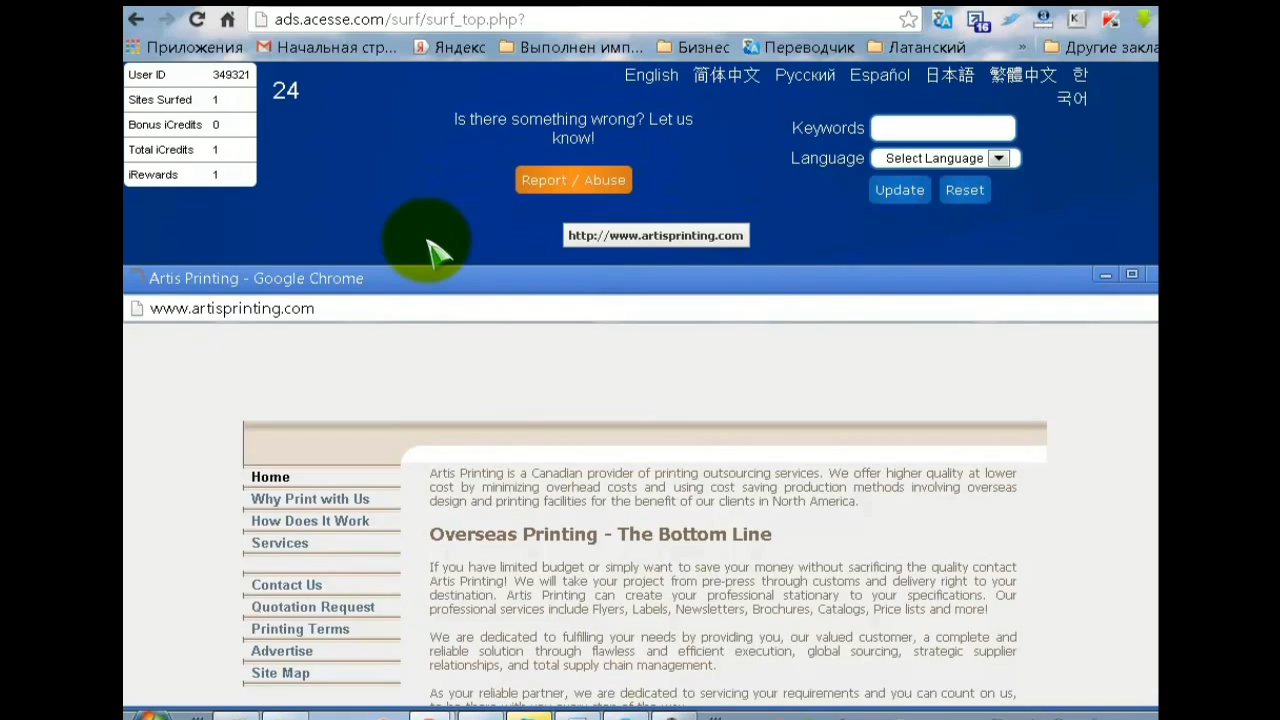 ads.acesse.com/surf/surf_top.php?
16
K
Приложения Начальная стр... Яндекс Выполнен имп... Бизнес Переводчик Латанский » Другие закла
User ID 349321
Sites Surfed 1
Bonus iCredits 0
Total iCredits 1
iRewards 1
24
English 简体中文 Русский Español 日本語 繁體中文 한
국어
Is there something wrong? Let us
know!
Report / Abuse
Keywords
Language Select Language
Update Reset
http://www.artisprinting.com
Artis Printing - Google Chrome
www.artisprinting.com
Home
Why Print with Us
How Does It Work
Services
Contact Us
Quotation Request
Printing Terms
Advertise
Site Map
Artis Printing is a Canadian provider of printing outsourcing services. We offer higher quality at lower
cost by minimizing overhead costs and using cost saving production methods involving overseas
design and printing facilities for the benefit of our clients in North America.
Overseas Printing - The Bottom Line
If you have limited budget or simply want to save your money without sacrificing the quality contact
Artis Printing! We will take your project from pre-press through customs and delivery right to your
destination. Artis Printing can create your professional stationary to your specifications. Our
professional services include Flyers, Labels, Newsletters, Brochures, Catalogs, Price lists and more!
We are dedicated to fulfilling your needs by providing you, our valued customer, a complete and
reliable solution through flawless and efficient execution, global sourcing, strategic supplier
relationships, and total supply chain management.
As your reliable partner, we are dedicated to servicing your requirements and you can count on us,